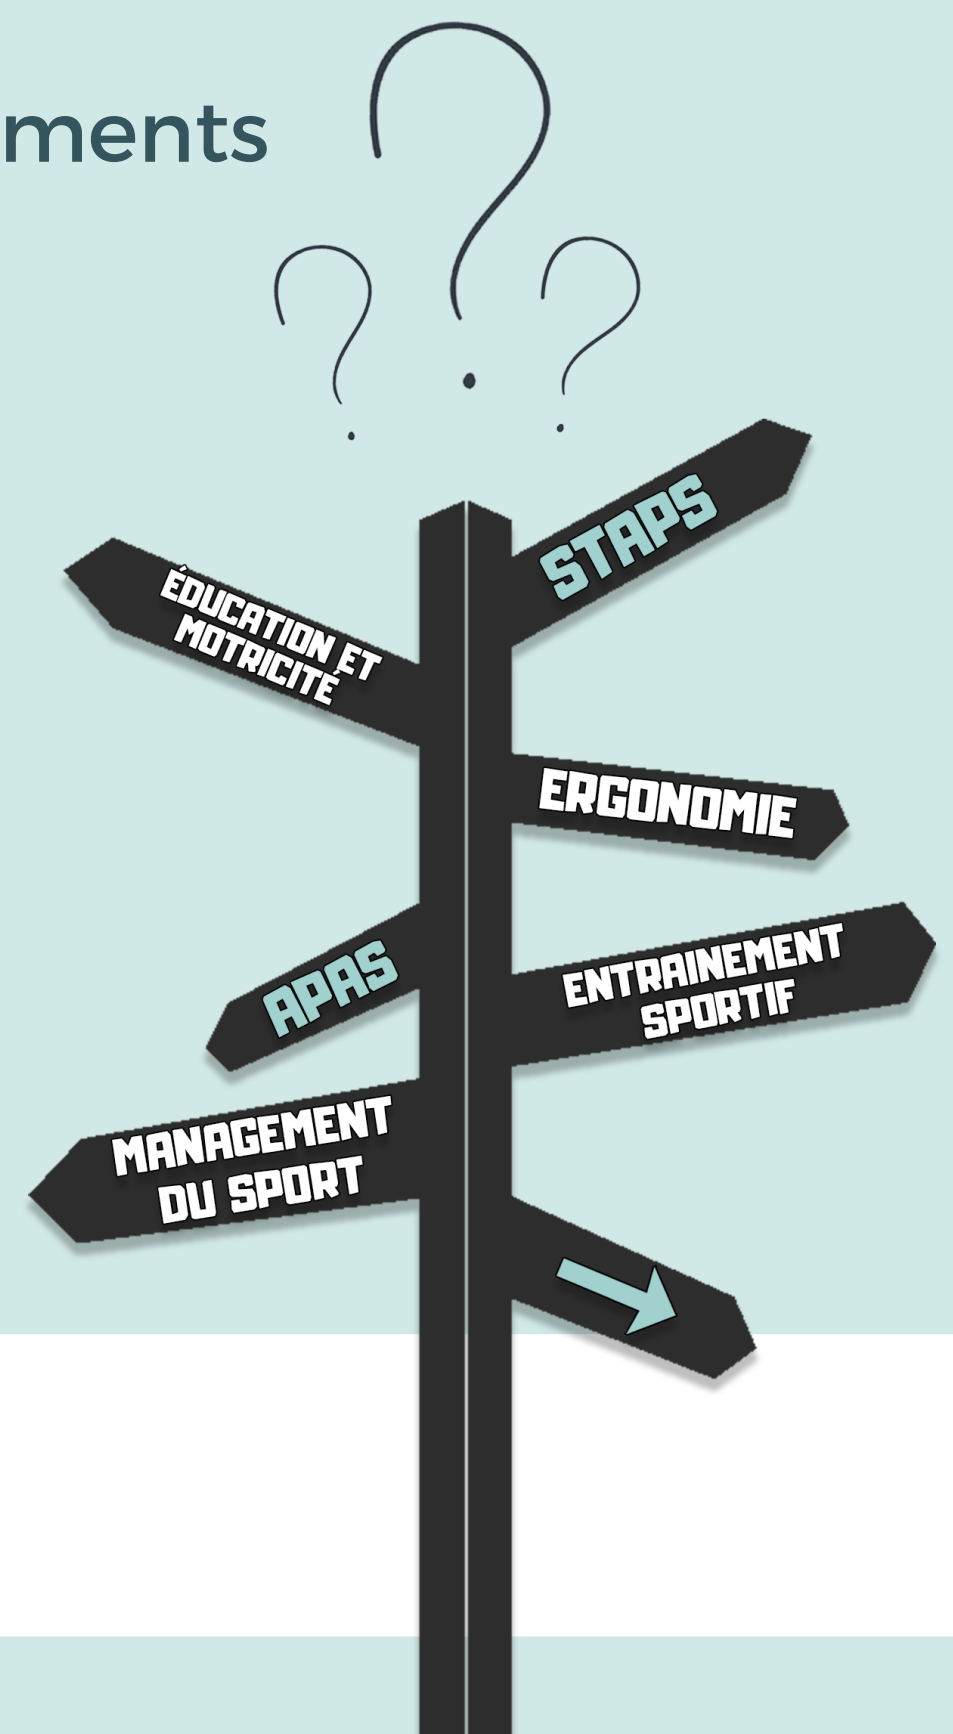 ments
STAPS
ÉDUCATION ET
MOTRICITÉ
ERGONOMIE
APAS
ENTRAINEMENT
SPORTIF
MANAGEMENT
DU SPORT